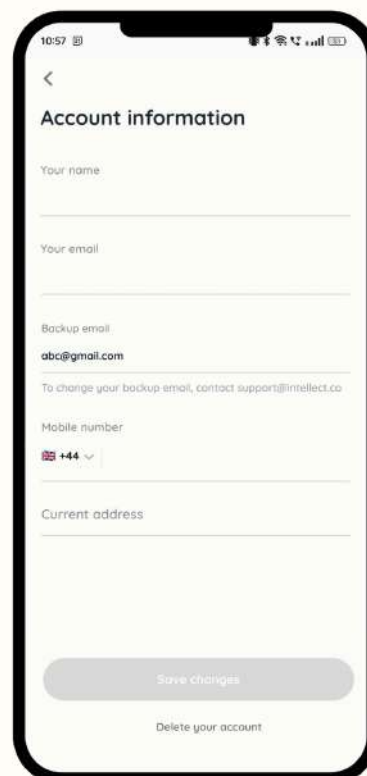 10:57
Account information
Your name
Your email
Backup email
abc@gmail.com
To change your backup email, contact support@intellect.co
Mobile number
+44
Current address
Save changes
Delete your account